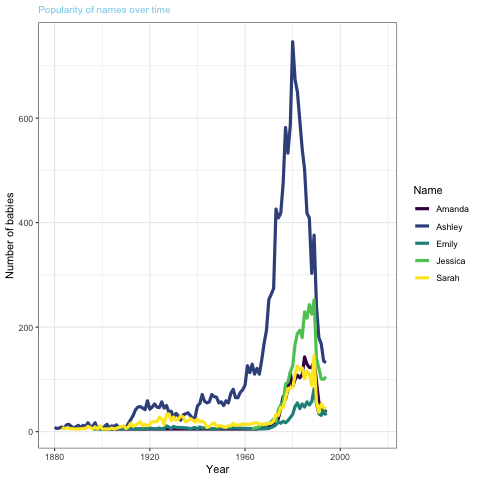 Popularity of names over time
Number of babies
600
400
200
0
1880
1920
1960
2000
Year
Name
Amanda
Ashley
Emily
Jessica
Sarah